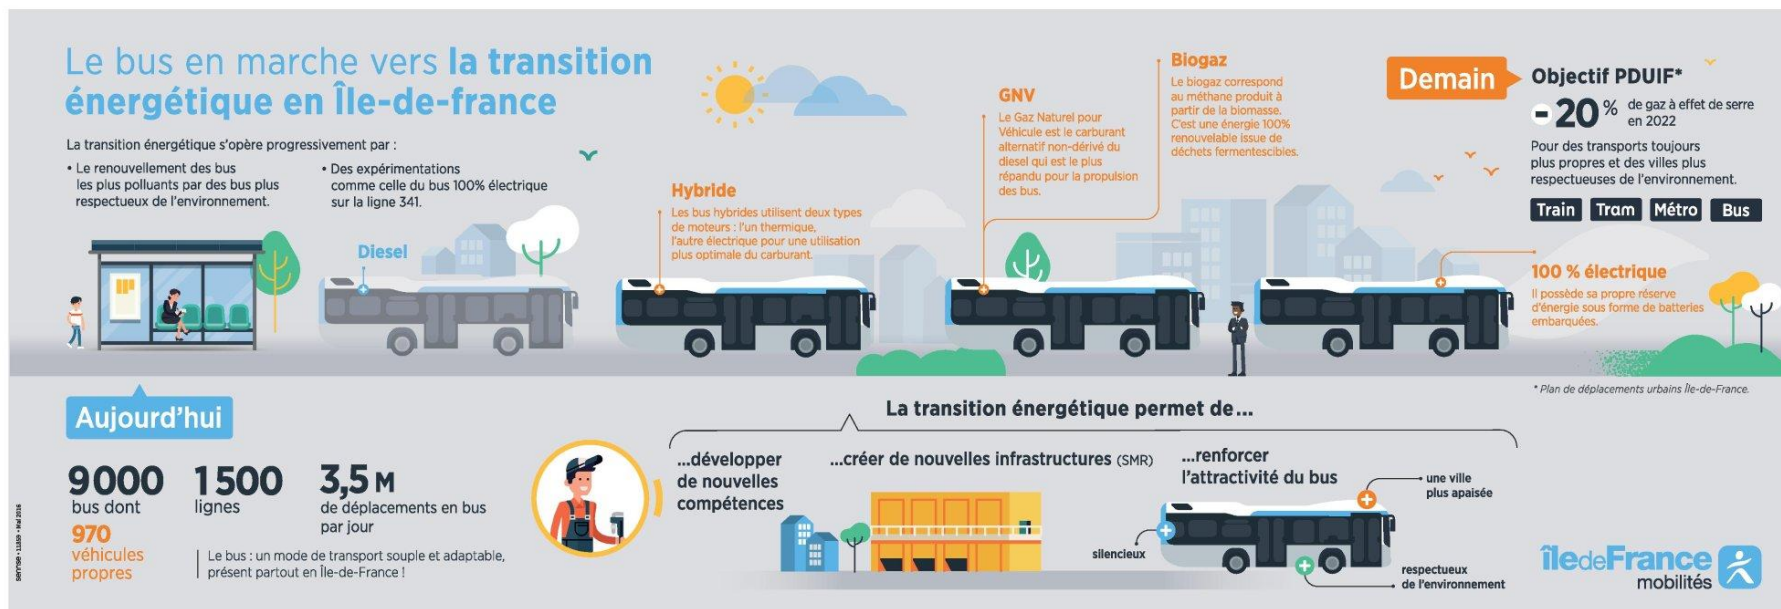 Le bus en marche vers la transition
énergétique en Île-de-france
La transition énergétique s'opère progressivement par :
• Le renouvellement des bus
les plus polluants par des bus plus
respectueux de l'environnement.
• Des expérimentations
comme celle du bus 100% électrique
sur la ligne 341.
Diesel
Hybride
Les bus hybrides utilisent deux types
de moteurs : l'un thermique,
l'autre électrique pour une utilisation
plus optimale du carburant.
GNV
Le Gaz Naturel pour
Véhicule est le carburant
alternatif non-dérivé du
diesel qui est le plus
répandu pour la propulsion
des bus.
Biogaz
Le biogaz correspond
au méthane produit à
partir de la biomasse.
C'est une énergie 100%
renouvelable issue de
déchets fermentescibles.
Demain
Objectif PDUIF*
- 20 % de gaz à effet de serre
en 2022
Pour des transports toujours
plus propres et des villes plus
respectueuses de l'environnement.
Train Tram Métro Bus
100 % électrique
Il possède sa propre réserve
d'énergie sous forme de batteries
embarquées.
* Plan de déplacements urbains Île-de-France.
Aujourd'hui
9000
bus dont
970
véhicules
propres
1500
lignes
3,5 M
de déplacements en bus
par jour
Le bus : un mode de transport souple et adaptable,
présent partout en Île-de-France !
La transition énergétique permet de...
...développer
de nouvelles
compétences
...créer de nouvelles infrastructures (SMR)
...renforcer
l'attractivité du bus
une ville
plus apaisée
silencieux
respectueux
de l'environnement
îledeFrance
mobilités